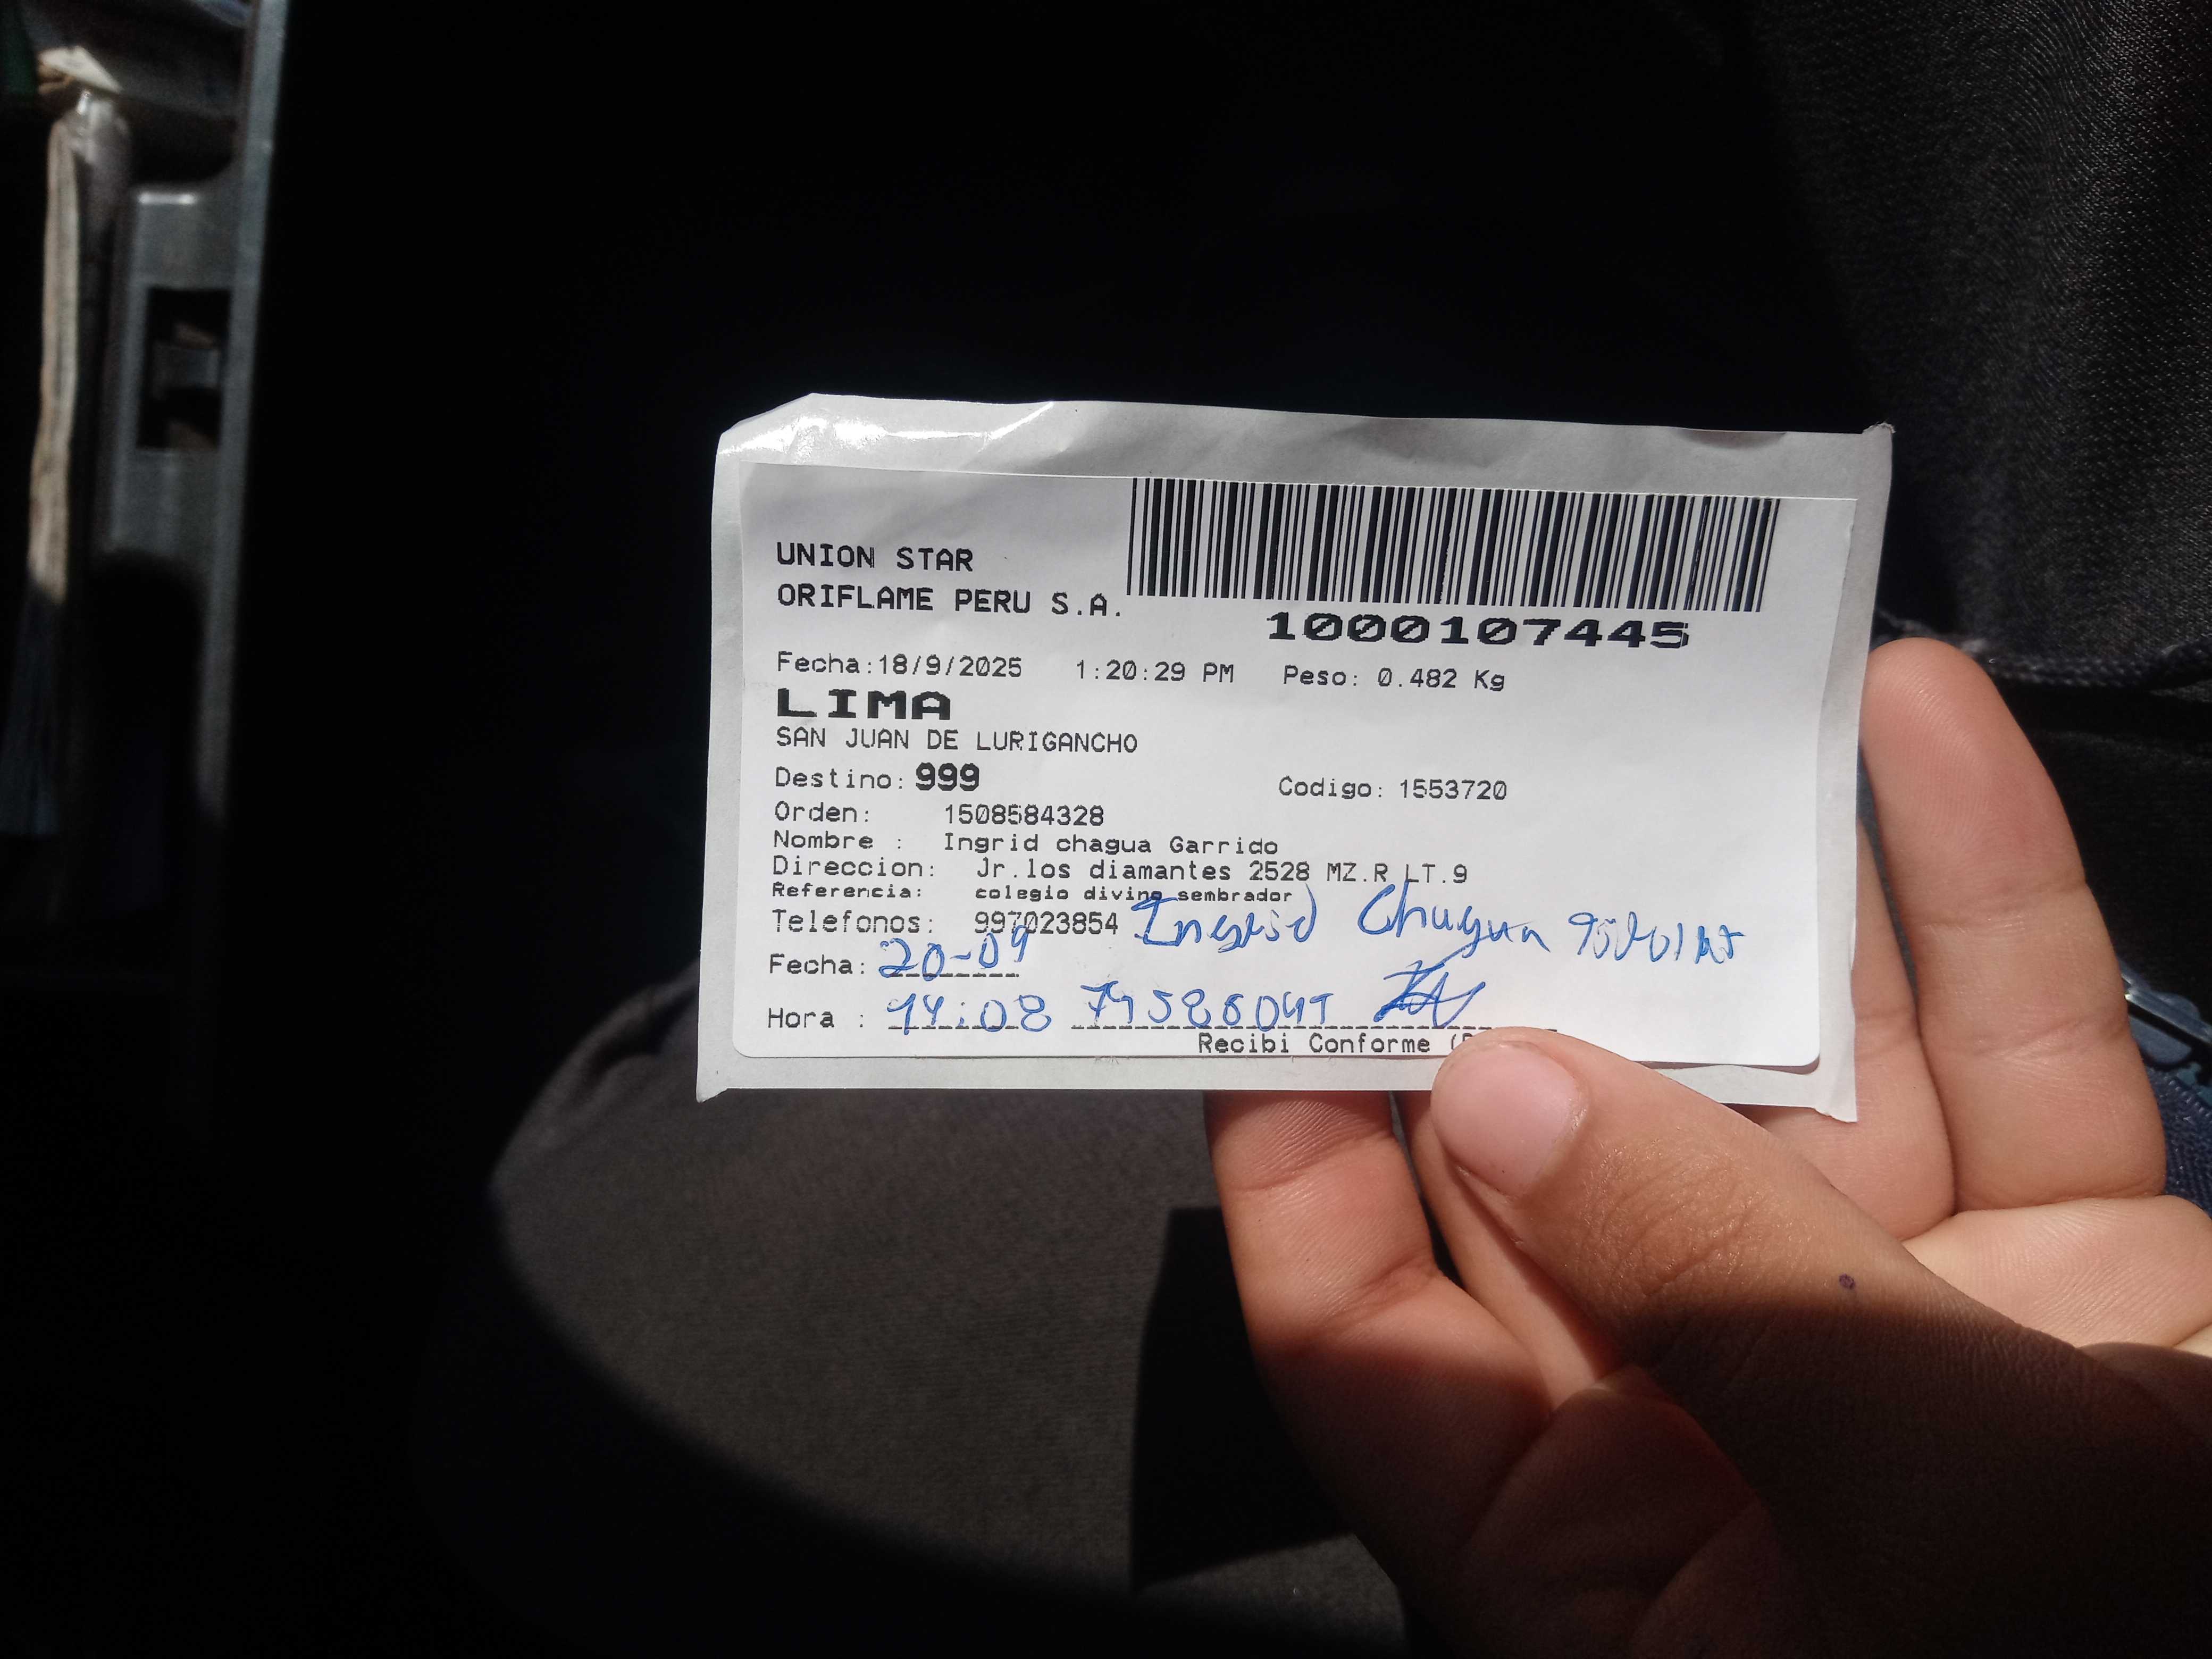 UNION STAR
ORIFLAME PERU S.A.
1000107445
Fecha:18/9/2025 1:20:29 PM Peso: 0.482 Kg
LIMA
SAN JUAN DE LURIGANCHO
Destino: 999 Codigo: 1553720
Orden: 1508584328
Nombre : Ingrid chagua Garrido
Direccion: Jr.los diamantes 2528 MZ.R LT.9
Referencia: colegio divino sembrador
Telefonos: 997023854 Ingrid Chagua
Fecha: 20-09
Hora : 14:08
Recibi Conforme